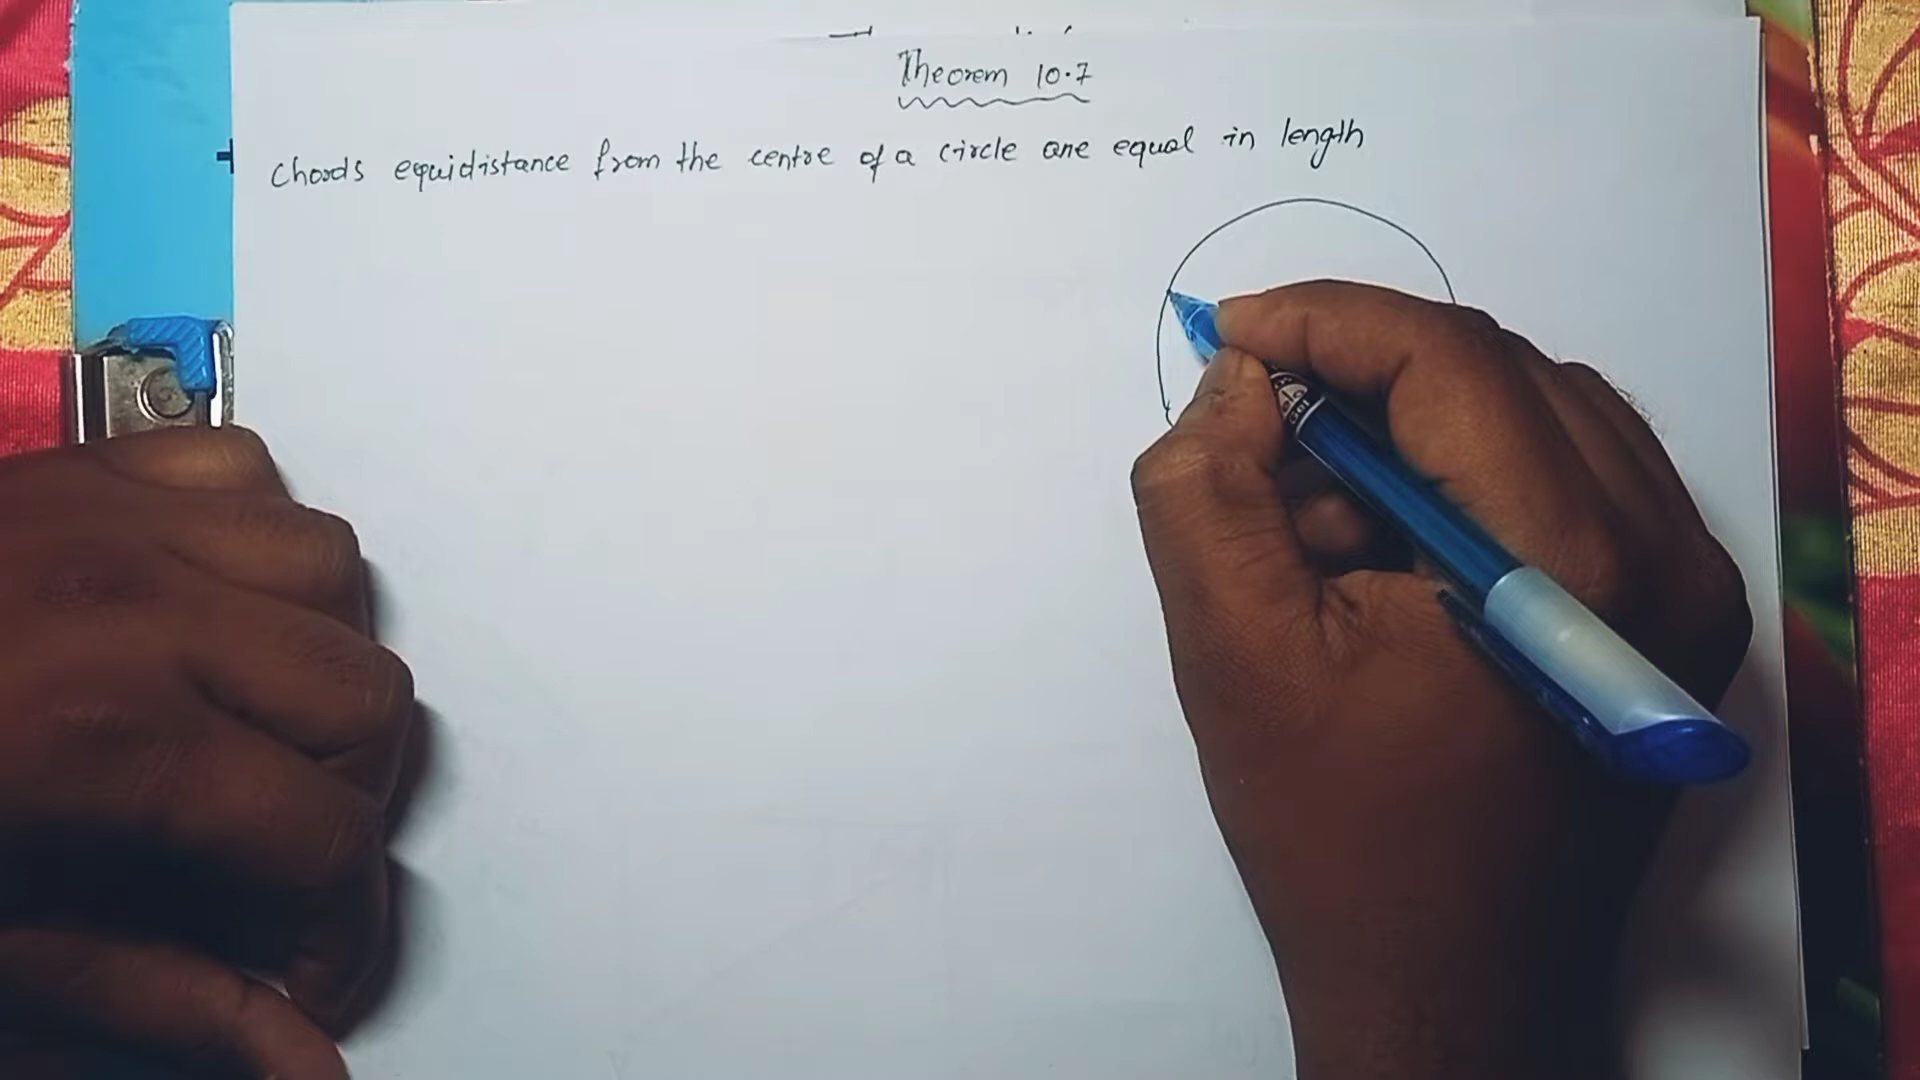 Theorem 10.7
Chords equidistance from the centre of a circle are equal in length